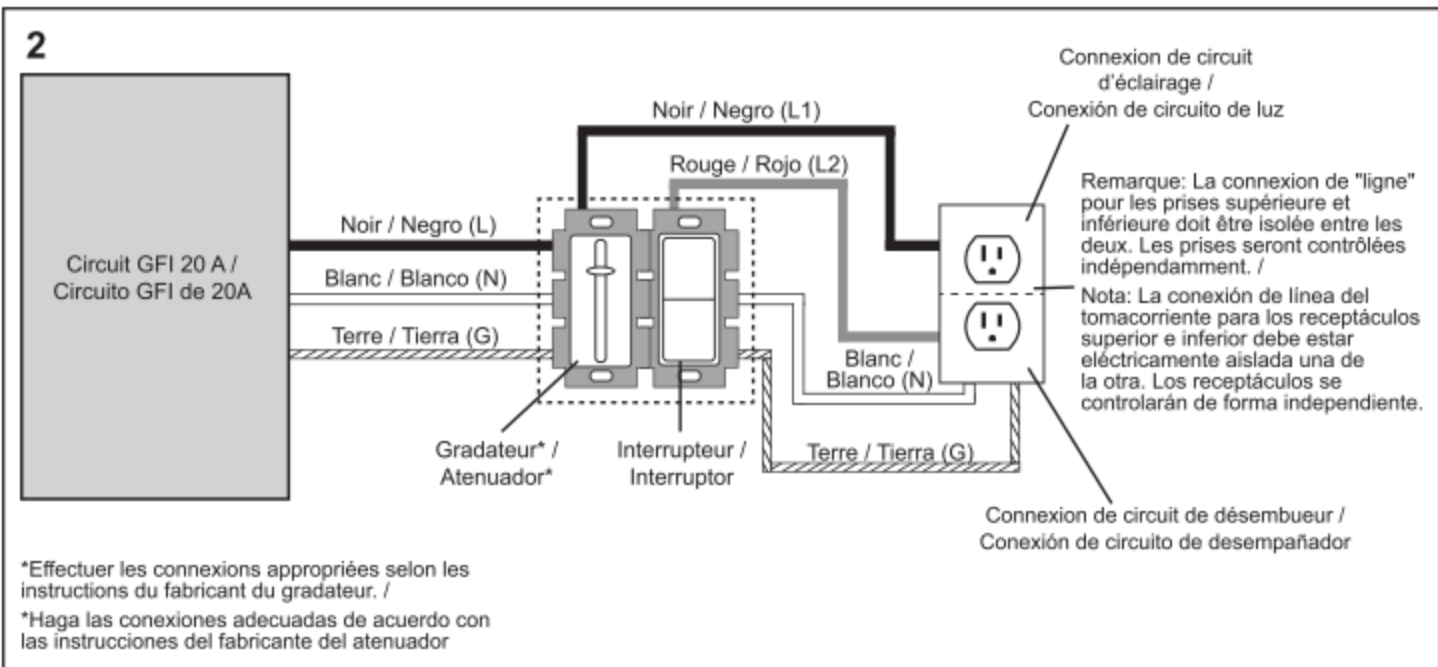 2
Connexion de circuit
d'éclairage /
Conexión de circuito de luz
Noir / Negro (L1)
Rouge / Rojo (L2)
Remarque: La connexion de "ligne"
pour les prises supérieure et
inférieure doit être isolée entre les
deux. Les prises seront contrôlées
indépendamment. /
Nota: La conexión de línea del
tomacorriente para los receptáculos
superior e inferior debe estar
eléctricamente aislada una de
la otra. Los receptáculos se
controlarán de forma independiente.
Noir / Negro (L)
Circuit GFI 20 A /
Circuito GFI de 20A
Blanc / Blanco (N)
Terre / Tierra (G)
Blanc /
Blanco (N)
Gradateur* /
Atenuador*
Interrupteur /
Interruptor
Terre / Tierra (G)
Connexion de circuit de désembueur /
Conexión de circuito de desempañador
*Effectuer les connexions appropriées selon les
instructions du fabricant du gradateur. /
*Haga las conexiones adecuadas de acuerdo con
las instrucciones del fabricante del atenuador